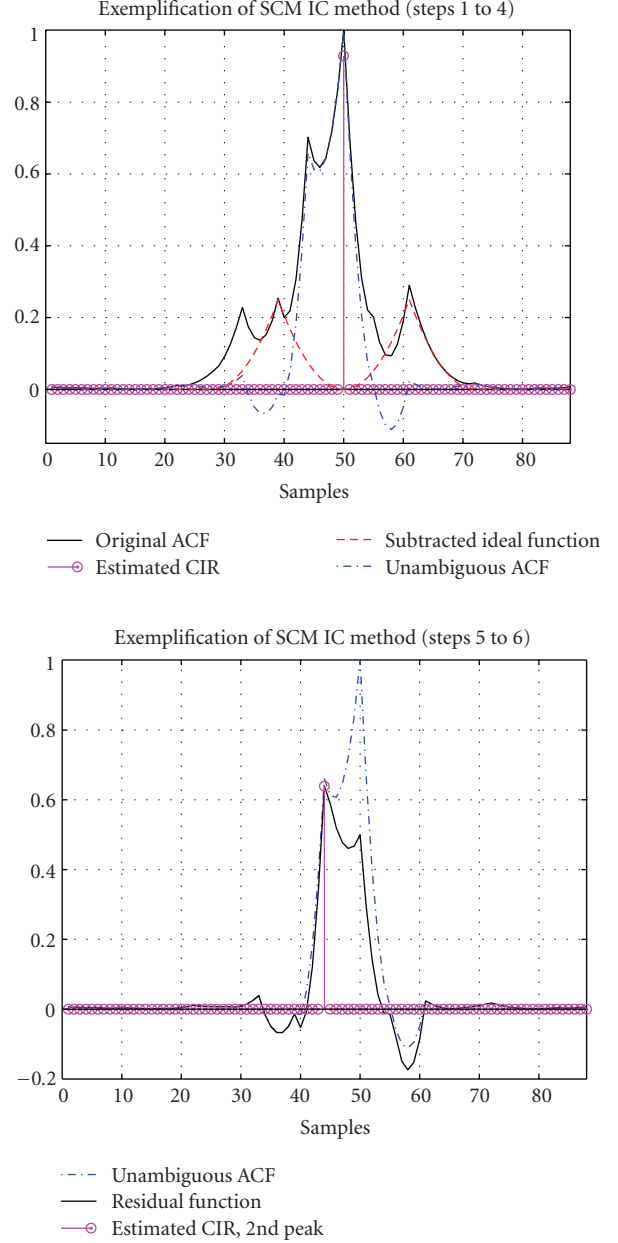 Exemplification of SCM IC method (steps 1 to 4)
1
0.8
0.6
0.4
0.2
0
0 10 20 30 40 50 60 70 80
Samples
Original ACF
Estimated CIR
Subtracted ideal function
Unambiguous ACF
Exemplification of SCM IC method (steps 5 to 6)
1
0.8
0.6
0.4
0.2
0
−0.2
0 10 20 30 40 50 60 70 80
Samples
Unambiguous ACF
Residual function
Estimated CIR, 2nd peak